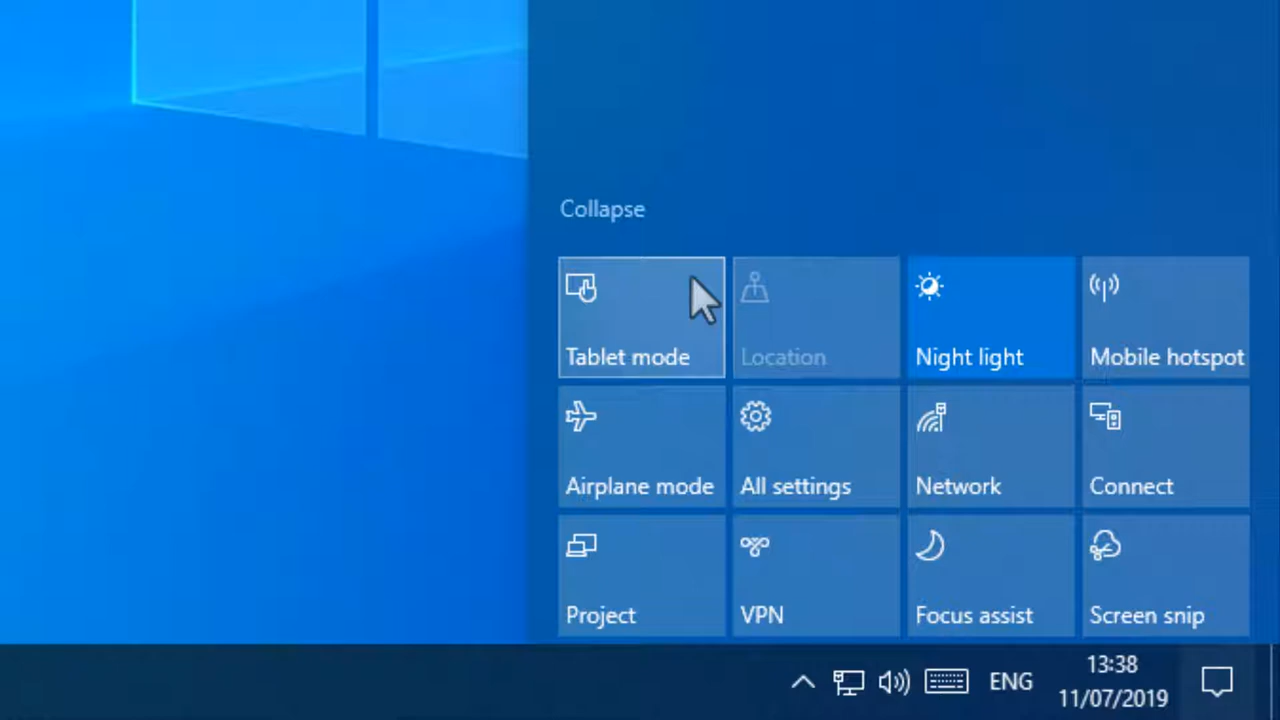 Collapse
Tablet mode
Location
Night light
Mobile hotspot
Airplane mode
All settings
Network
Connect
Project
VPN
Focus assist
Screen snip
ENG
13:38
11/07/2019